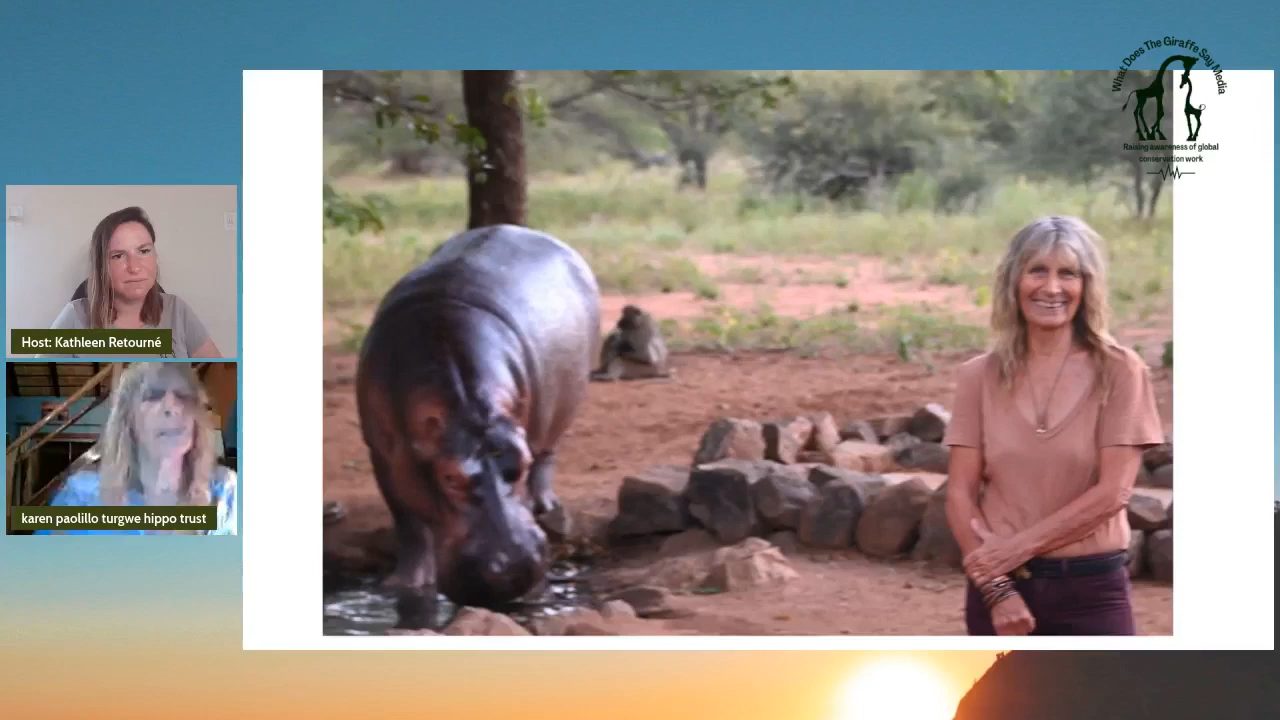 What Does The Giraffe Say Media
Raising awareness of global
conservation work
Host: Kathleen Retourné
karen paolillo turgwe hippo trust